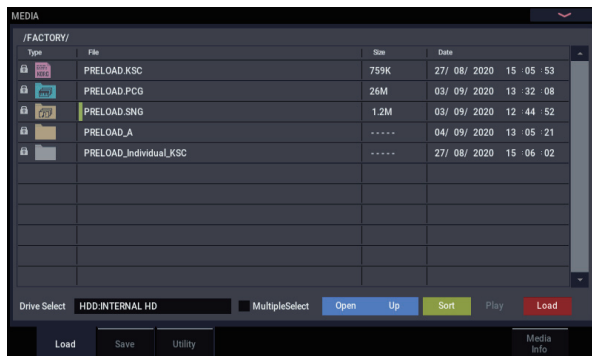 MEDIA
/FACTORY/
Type File Size Date
PRELOAD.KSC 759K 27/ 08/ 2020 15 :05 :53
PRELOAD.PCG 26M 03/ 09/ 2020 13 :32 :08
PRELOAD.SNG 1.2M 03/ 09/ 2020 12 :44 :52
PRELOAD_A ----- 04/ 09/ 2020 13 :05 :21
PRELOAD_Individual_KSC ----- 27/ 08/ 2020 15 :06 :02
Drive Select HDD:INTERNAL HD MultipleSelect Open Up Sort Play Load
Load Save Utility Media
Info